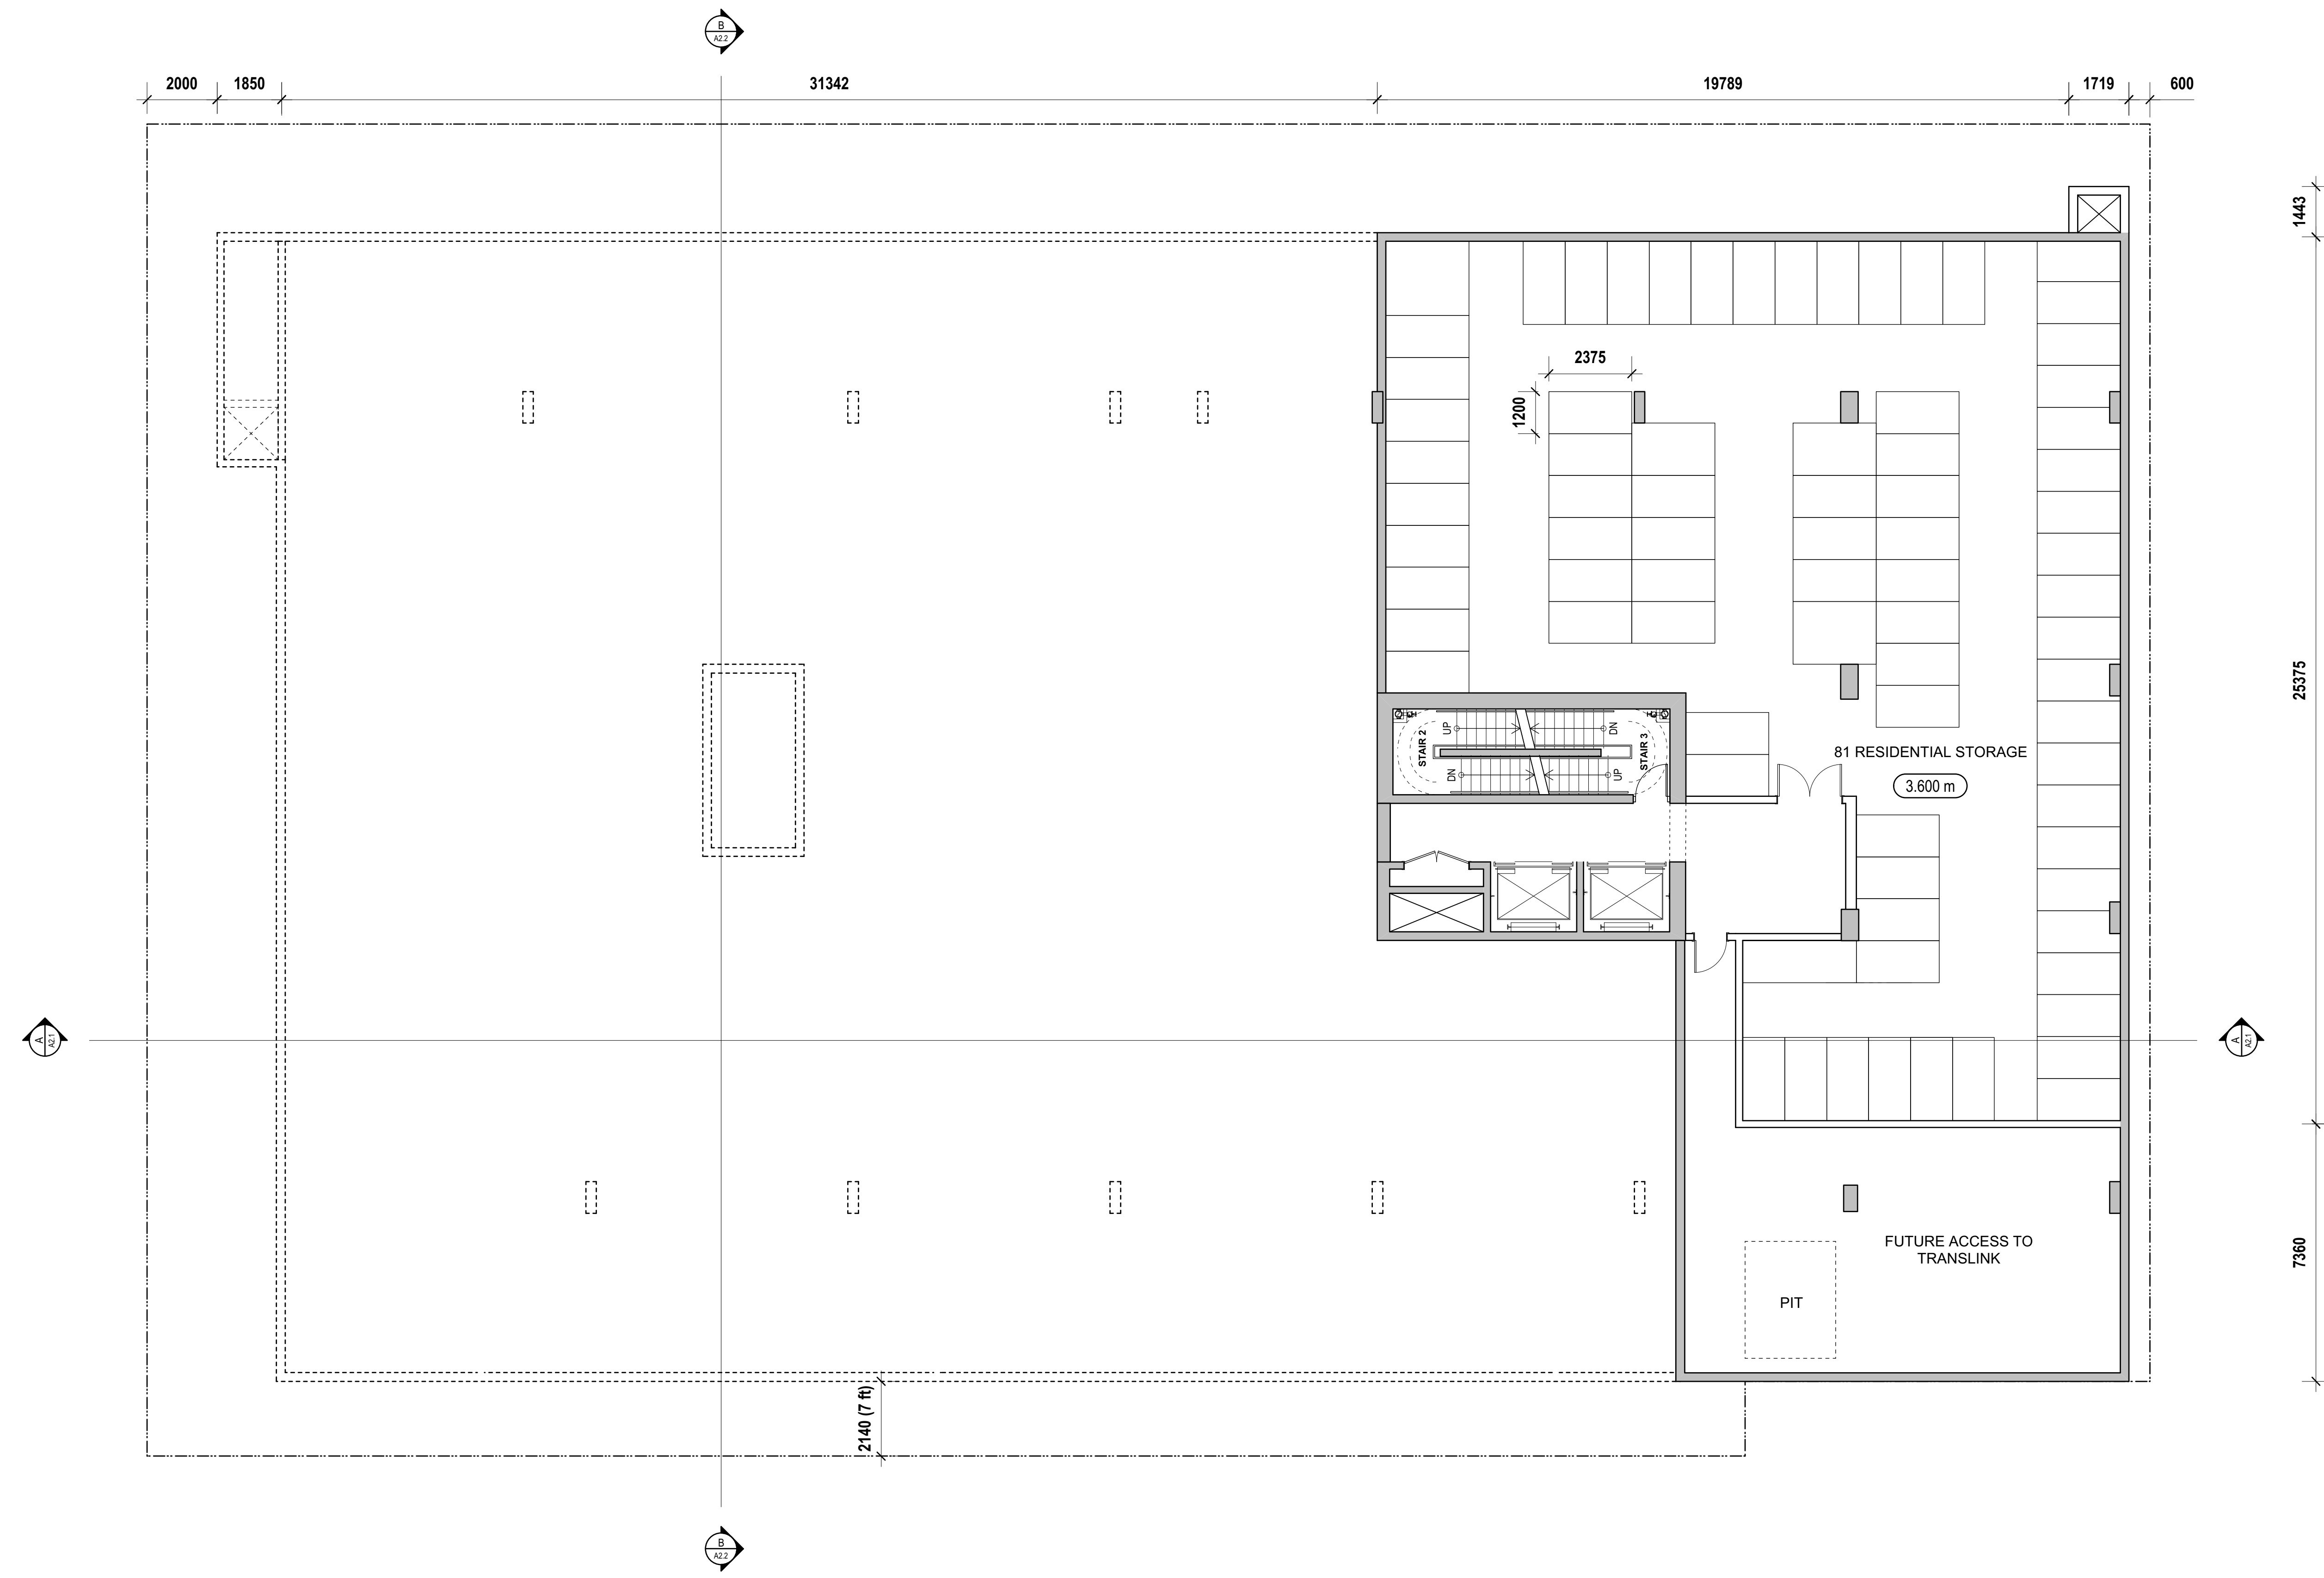 B
A2.2
2000
1850
31342
19789
1719
600
1443
2375
1200
25375
STAIR 2
UP
DN
DN
UP
STAIR 3
81 RESIDENTIAL STORAGE
3.600 m
A
A2.1
A
A2.1
FUTURE ACCESS TO
TRANSLINK
7360
PIT
2140 (7 ft)
B
A2.2